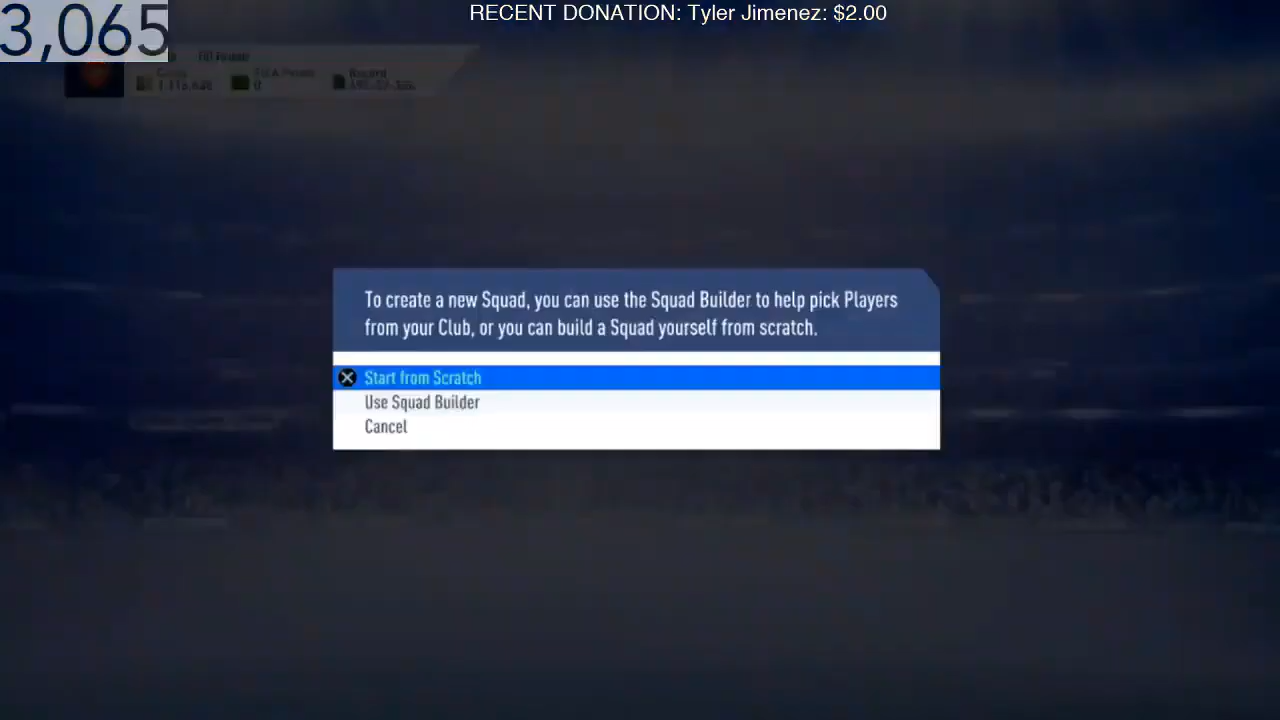 RECENT DONATION: Tyler Jimenez: $2.00
3,065
Record
0
To create a new Squad, you can use the Squad Builder to help pick Players
from your Club, or you can build a Squad yourself from scratch.
Start from Scratch
Use Squad Builder
Cancel